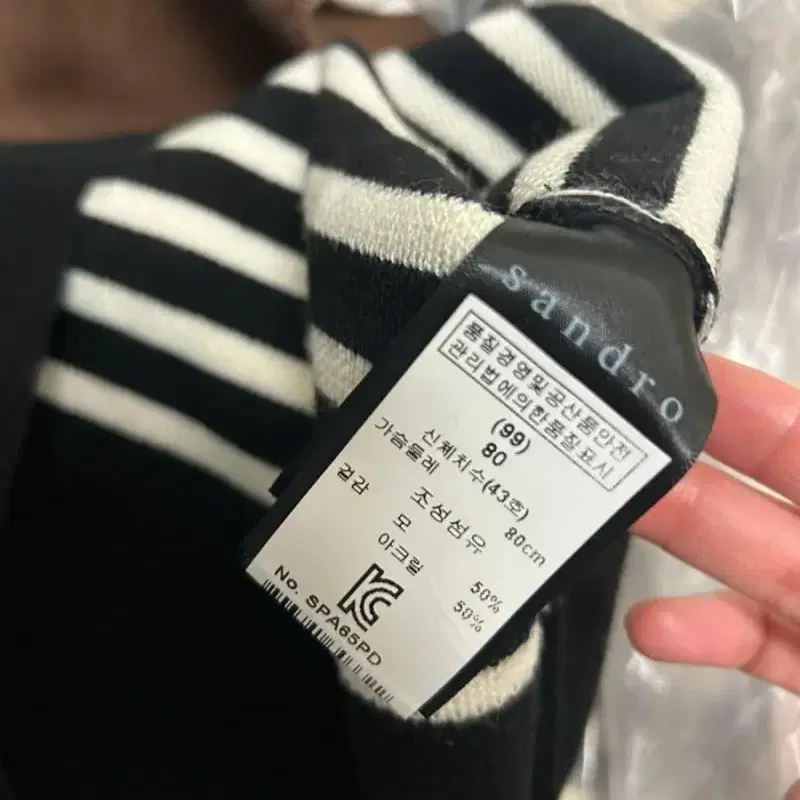 sandro
품질경영및공산품안전
관리법에의한품질표시
(99)
80
신체치수(43호)
가슴둘레 80cm
조성섬유
겉감 모 50%
아크릴 50%
KC
No. SPA65PD